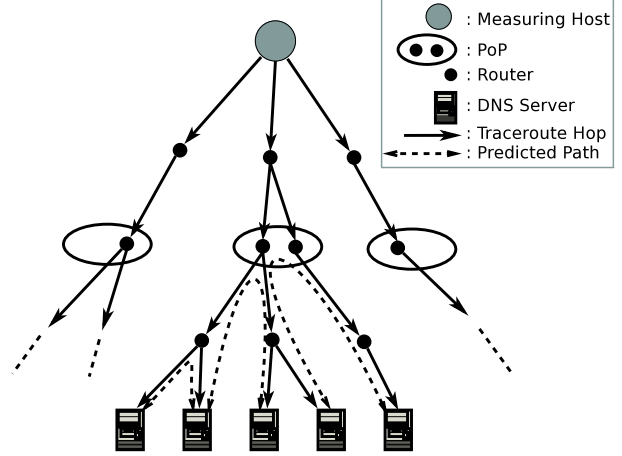 : Measuring Host
: PoP
: Router
: DNS Server
: Traceroute Hop
: Predicted Path